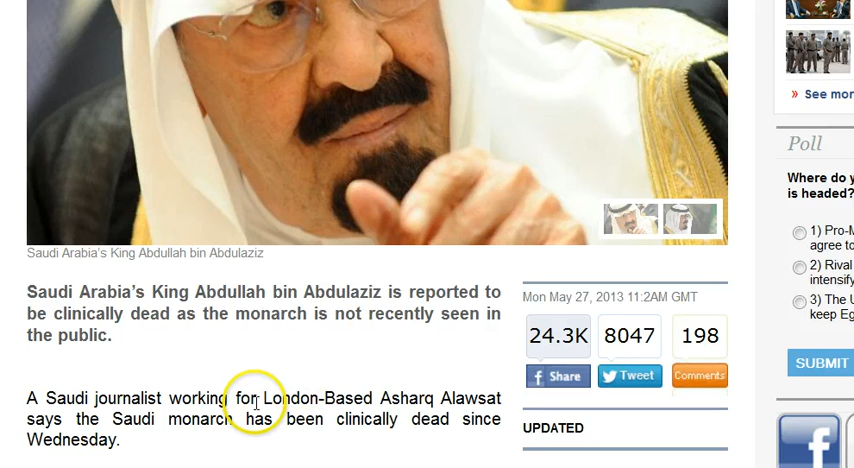 » See mor
Poll
Saudi Arabia's King Abdullah bin Abdulaziz
Where do y
is headed?
1) Pro-M
agree to
2) Rival
intensify
3) The U
keep Eg
SUBMIT
Saudi Arabia's King Abdullah bin Abdulaziz is reported to
be clinically dead as the monarch is not recently seen in
the public.
Mon May 27, 2013 11:2AM GMT
24.3K 8047 198
f Share Tweet Comments
A Saudi journalist working for London-Based Asharq Alawsat
says the Saudi monarch has been clinically dead since
Wednesday.
UPDATED